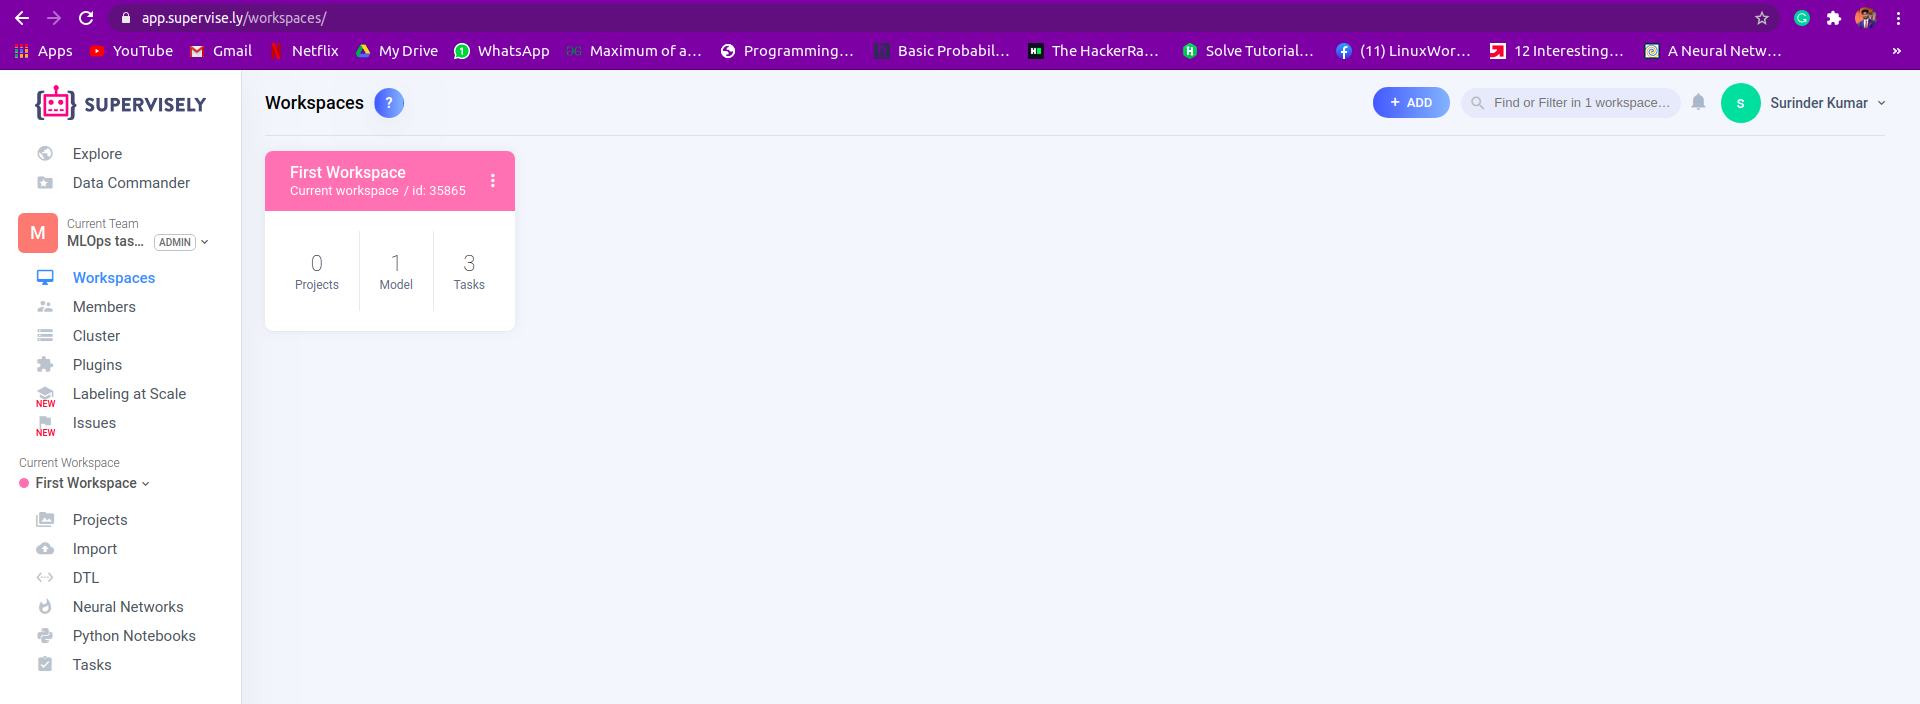 app.supervise.ly/workspaces/
Apps YouTube Gmail Netflix My Drive WhatsApp Maximum of a... Programming... Basic Probabil... The HackerRa... Solve Tutorial... (11) LinuxWor... 12 Interesting... A Neural Netw... »
SUPERVISELY
Workspaces ? + ADD Find or Filter in 1 workspace... S Surinder Kumar
Explore
Data Commander
M Current Team
MLOps tas... ADMIN
Workspaces
Members
Cluster
Plugins
Labeling at Scale
NEW
Issues
NEW
Current Workspace
First Workspace
Projects
Import
DTL
Neural Networks
Python Notebooks
Tasks
First Workspace
Current workspace / id: 35865
0 1 3
Projects Model Tasks